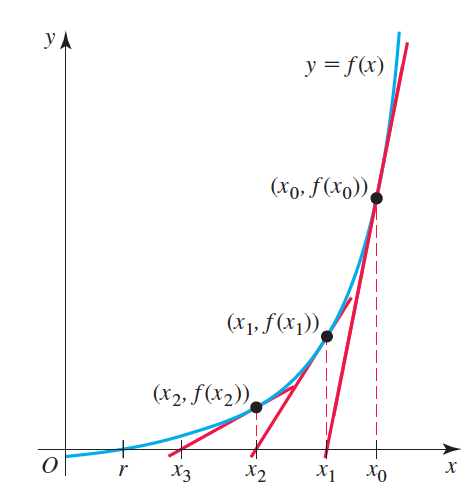 y
y = f(x)
(x₀, f(x₀))
(x₁, f(x₁))
(x₂, f(x₂))
O r x₃ x₂ x₁ x₀ x